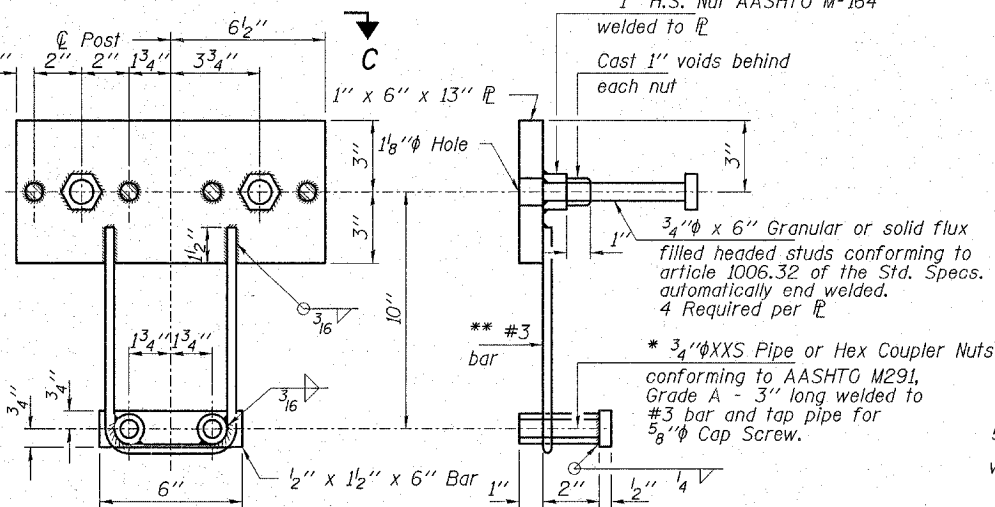 1" H.S. Nut AASHTO M-164
welded to ℞
Cast 1" voids behind
each nut
℄ Post
6½"
C
2" 2" 1¾" 3¾"
1" x 6" x 13" ℞
1⅛"ϕ Hole
3"
3"
3"
1½"
3/16
10"
1"
¾"ϕ x 6" Granular or solid flux
filled headed studs conforming to
article 1006.32 of the Std. Specs.
automatically end welded.
4 Required per ℞
** #3
bar
* ¾"ϕXXS Pipe or Hex Coupler Nuts
conforming to AASHTO M291,
Grade A - 3" long welded to
#3 bar and tap pipe for
⅝"ϕ Cap Screw.
1¾" 1¾"
3/16
¾"
¾"
½" x 1½" x 6" Bar
6"
1" 2" ½"
¼